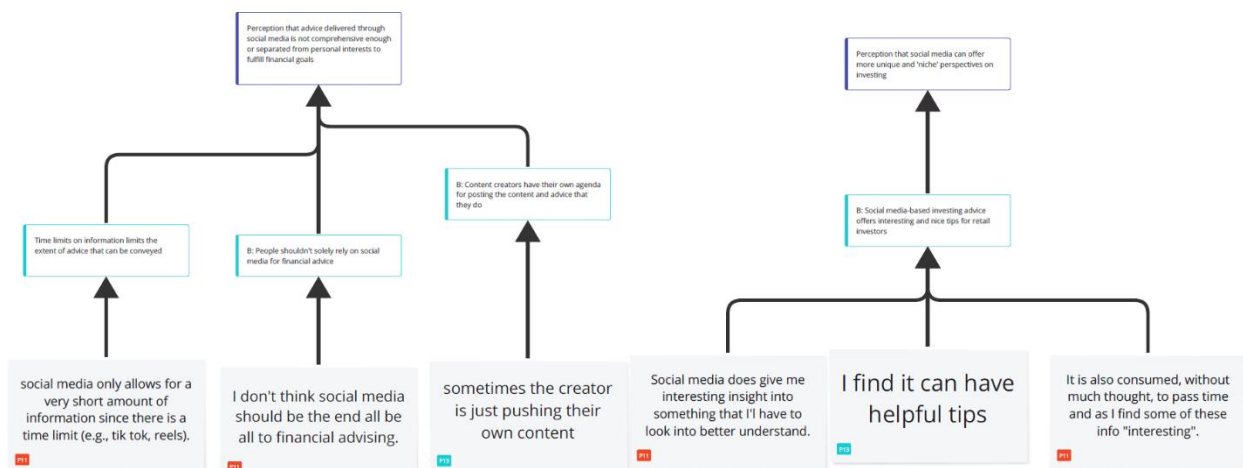 Perception that advice delivered through
social media is not comprehensive enough
or separated from personal interests to
fulfill financial goals
Perception that social media can offer
more unique and 'niche' perspectives on
investing
B: Content creators have their own agenda
for posting the content and advice that
they do
Time limits on information limits the
extent of advice that can be conveyed
B: People shouldn't solely rely on social
media for financial advice
B: Social media-based investing advice
offers interesting and nice tips for retail
investors
social media only allows for a
very short amount of
information since there is a
time limit (e.g., tik tok, reels).
P11
I don't think social media
should be the end all be
all to financial advising.
P11
sometimes the creator
is just pushing their
own content
P13
Social media does give me
interesting insight into
something that I'l have to
look into better understand.
P11
I find it can have
helpful tips
P13
It is also consumed, without
much thought, to pass time
and as I find some of these
info "interesting".
P11